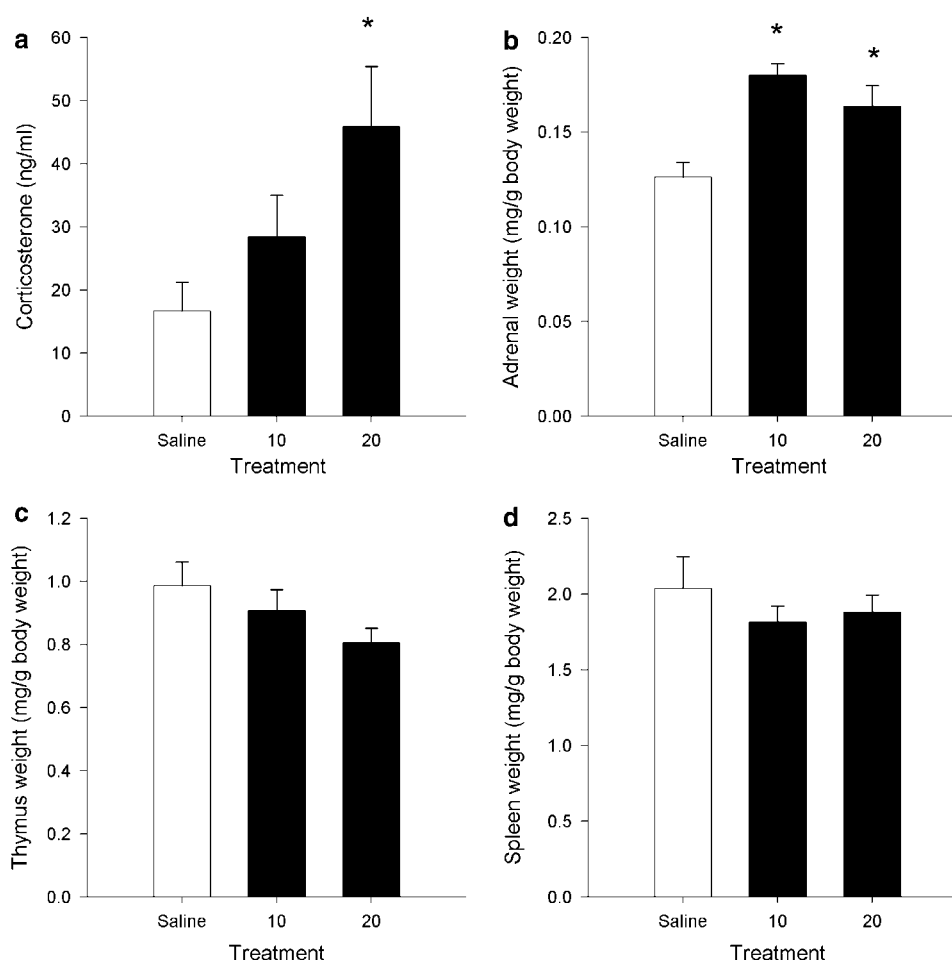 a
*
Corticosterone (ng/ml)
60
50
40
30
20
10
0
Saline 10 20
Treatment
b
*
*
Adrenal weight (mg/g body weight)
0.20
0.15
0.10
0.05
0.00
Saline 10 20
Treatment
c
Thymus weight (mg/g body weight)
1.2
1.0
0.8
0.6
0.4
0.2
0.0
Saline 10 20
Treatment
d
Spleen weight (mg/g body weight)
2.5
2.0
1.5
1.0
0.5
0.0
Saline 10 20
Treatment